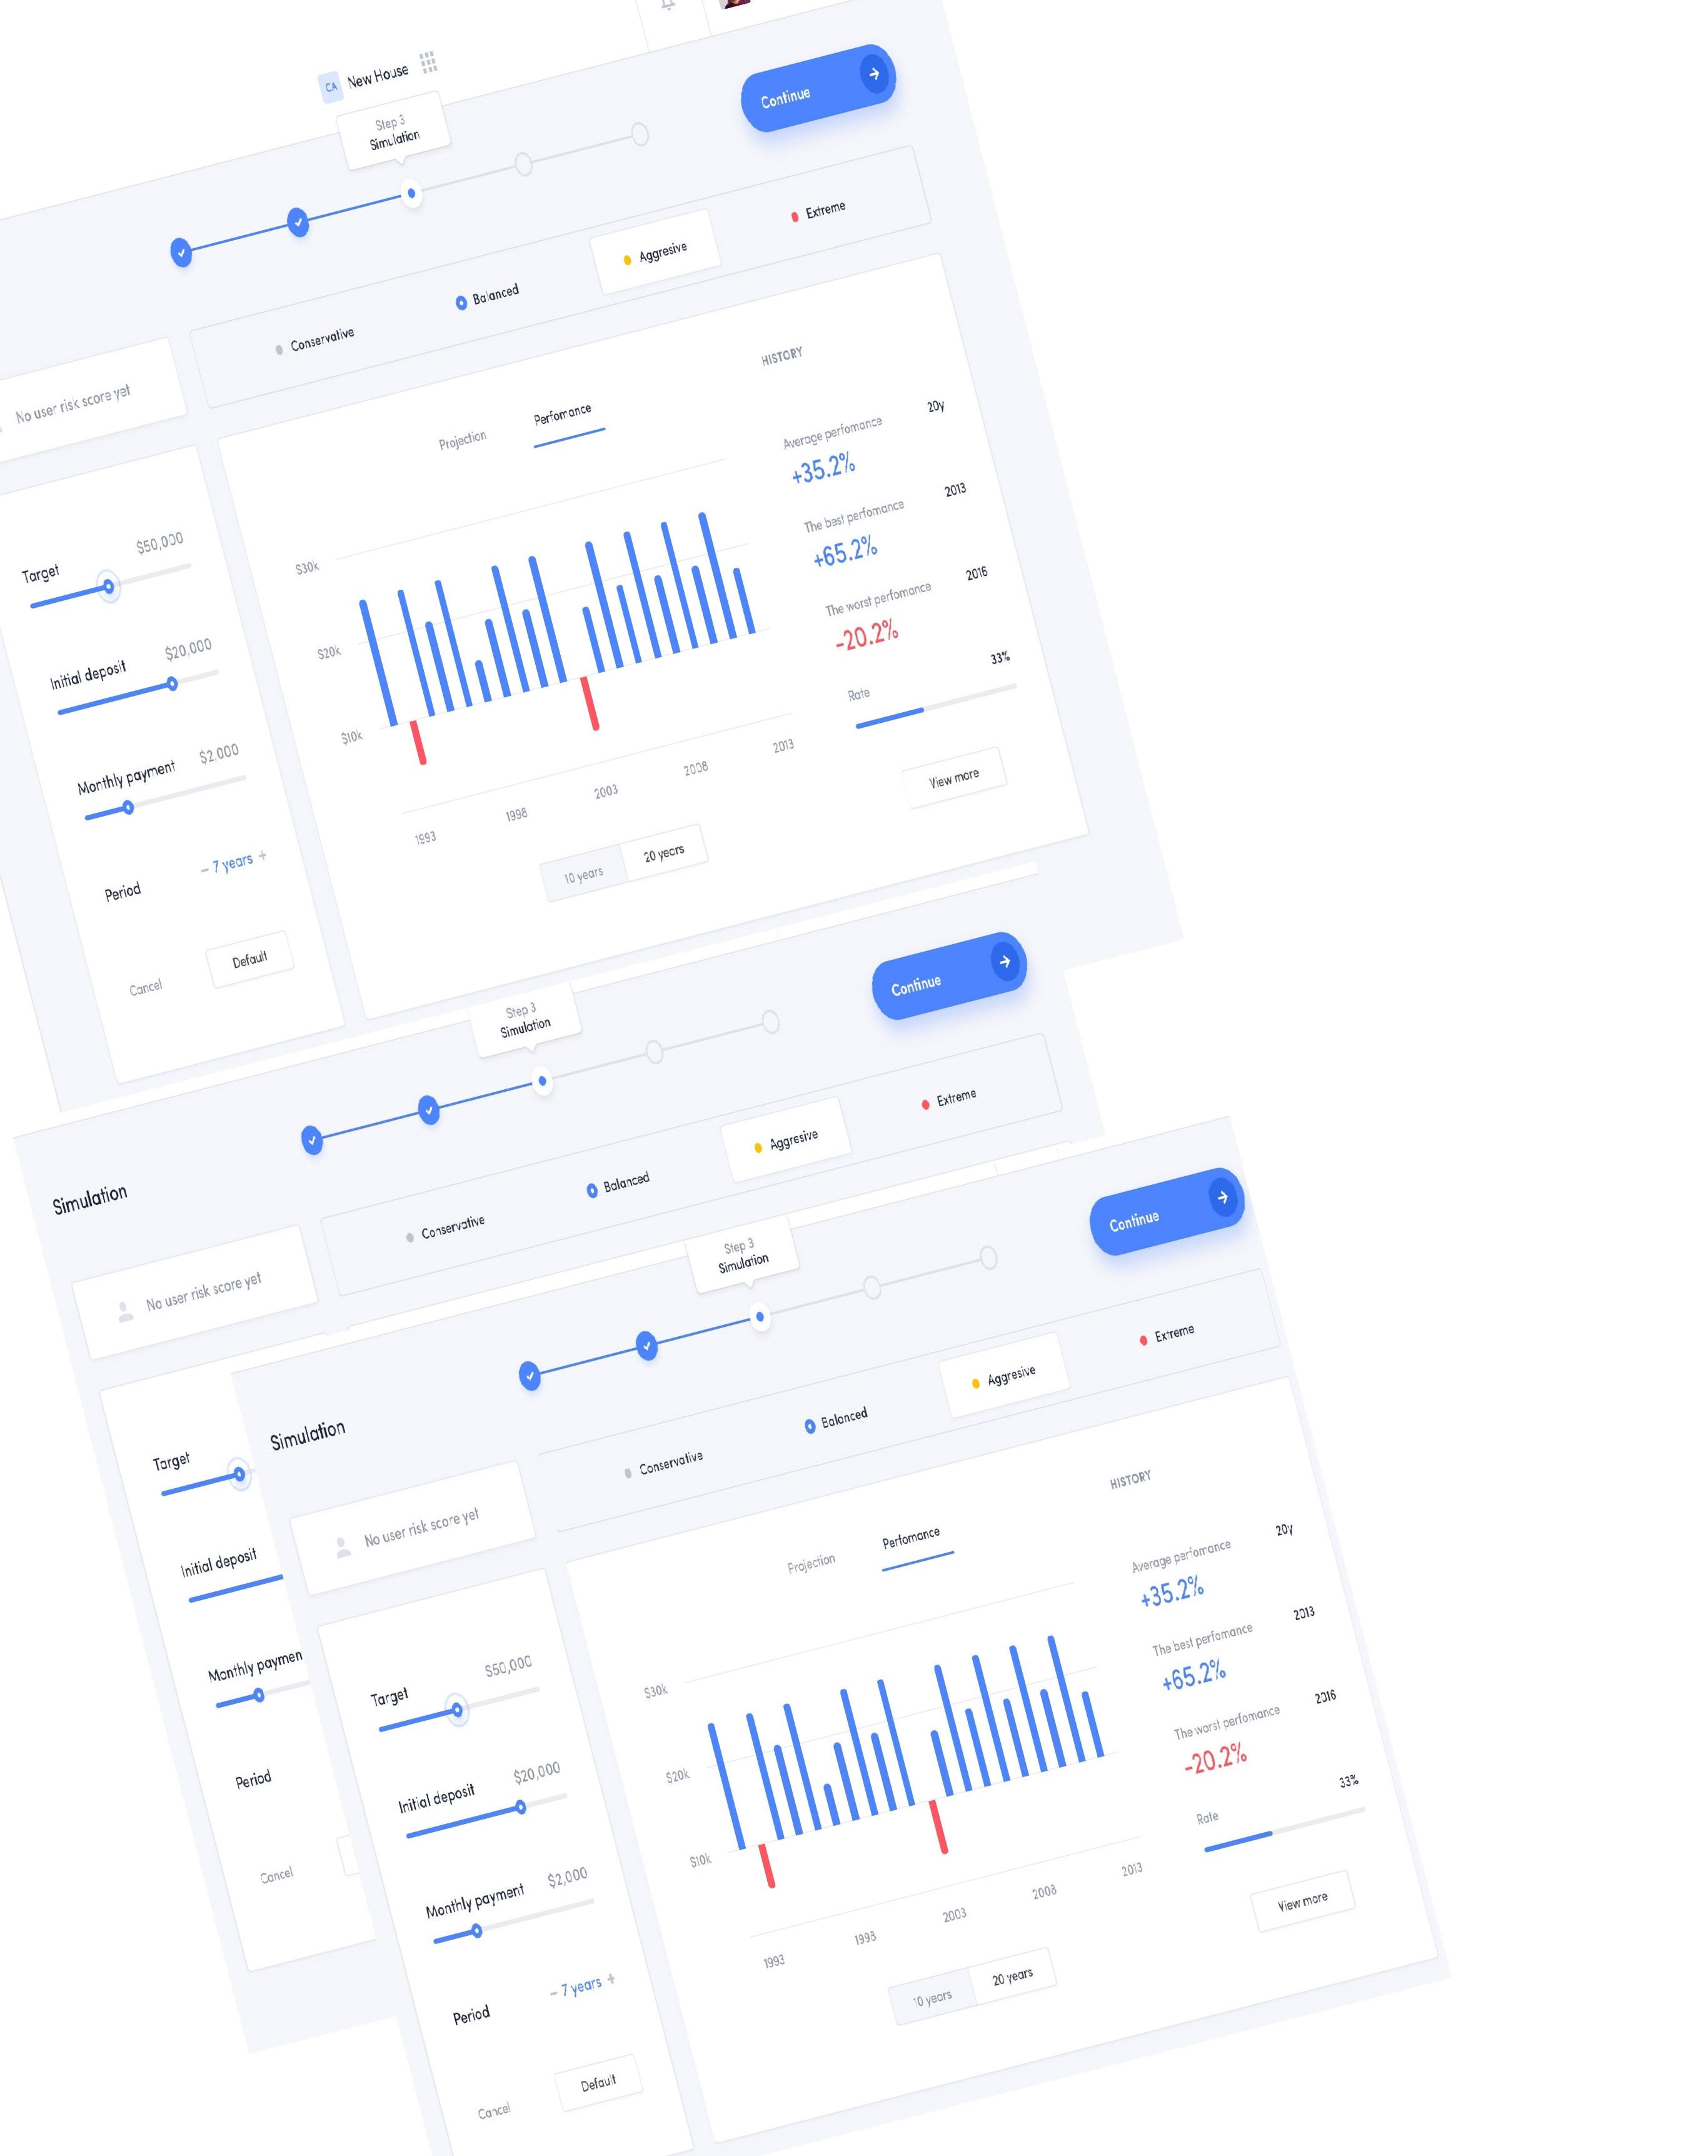 CA New House
Step 3
Simulation
Continue
Conservative
Balanced
Aggresive
Extreme
No user risk score yet
Target $50,000
Initial deposit $20,000
Monthly payment $2,000
Period – 7 years +
Cancel Default
Projection Perfomance
$30k
$20k
$10k
1993 1998 2003 2008 2013
10 years 20 years
HISTORY
Average perfomance 20y
+35.2%
The best perfomance 2013
+65.2%
The worst perfomance 2016
-20.2%
Rate 33%
View more
Step 3
Simulation
Continue
Simulation
Conservative
Balanced
Aggresive
Extreme
No user risk score yet
Target
Initial deposit
Monthly paymen
Period
Cancel
Step 3
Simulation
Continue
Simulation
Conservative
Balanced
Aggresive
Extreme
No user risk score yet
Target $50,000
Initial deposit $20,000
Monthly payment $2,000
Period – 7 years +
Cancel Default
Projection Perfomance
$30k
$20k
$10k
1993 1998 2003 2008 2013
10 years 20 years
HISTORY
Average perfomance 20y
+35.2%
The best perfomance 2013
+65.2%
The worst perfomance 2016
-20.2%
Rate 33%
View more